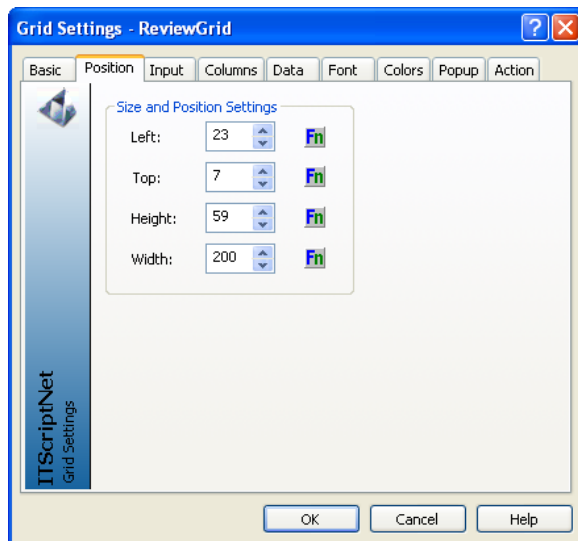 Grid Settings - ReviewGrid
Basic Position Input Columns Data Font Colors Popup Action
Size and Position Settings
Left: 23 Fn
Top: 7 Fn
Height: 59 Fn
Width: 200 Fn
ITScriptNet
Grid Settings
OK Cancel Help